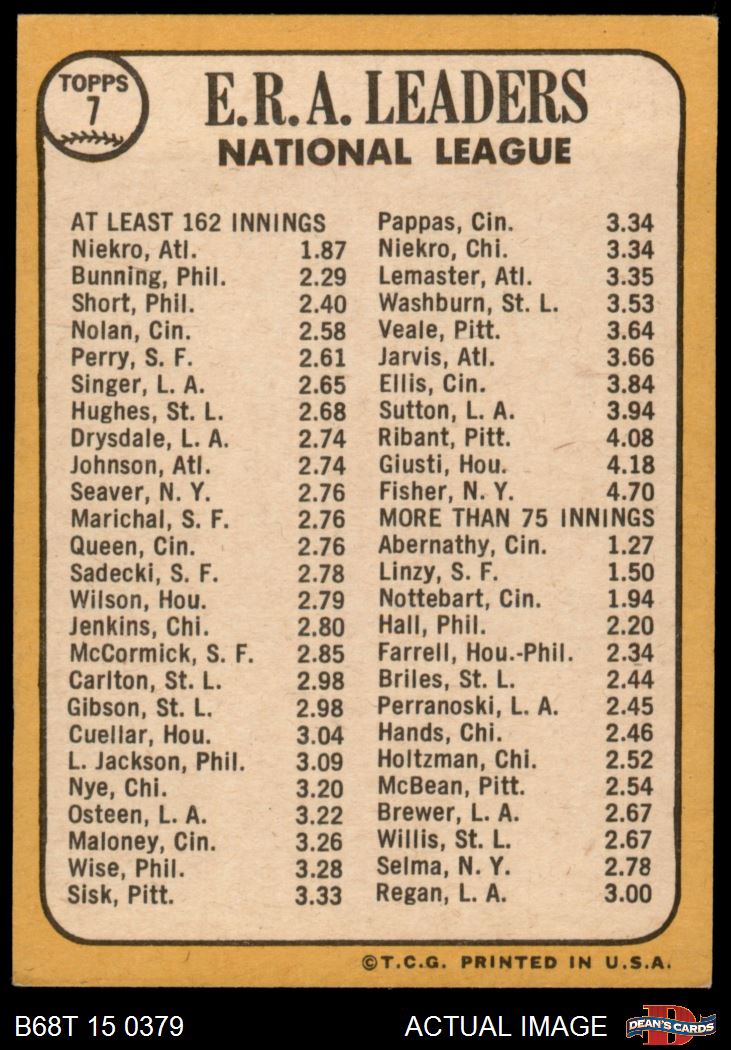 TOPPS
7
E.R.A. LEADERS
NATIONAL LEAGUE
AT LEAST 162 INNINGS
Niekro, Atl. 1.87
Bunning, Phil. 2.29
Short, Phil. 2.40
Nolan, Cin. 2.58
Perry, S. F. 2.61
Singer, L. A. 2.65
Hughes, St. L. 2.68
Drysdale, L. A. 2.74
Johnson, Atl. 2.74
Seaver, N. Y. 2.76
Marichal, S. F. 2.76
Queen, Cin. 2.76
Sadecki, S. F. 2.78
Wilson, Hou. 2.79
Jenkins, Chi. 2.80
McCormick, S. F. 2.85
Carlton, St. L. 2.98
Gibson, St. L. 2.98
Cuellar, Hou. 3.04
L. Jackson, Phil. 3.09
Nye, Chi. 3.20
Osteen, L. A. 3.22
Maloney, Cin. 3.26
Wise, Phil. 3.28
Sisk, Pitt. 3.33
Pappas, Cin. 3.34
Niekro, Chi. 3.34
Lemaster, Atl. 3.35
Washburn, St. L. 3.53
Veale, Pitt. 3.64
Jarvis, Atl. 3.66
Ellis, Cin. 3.84
Sutton, L. A. 3.94
Ribant, Pitt. 4.08
Giusti, Hou. 4.18
Fisher, N. Y. 4.70
MORE THAN 75 INNINGS
Abernathy, Cin. 1.27
Linzy, S. F. 1.50
Nottebart, Cin. 1.94
Hall, Phil. 2.20
Farrell, Hou.-Phil. 2.34
Briles, St. L. 2.44
Perranoski, L. A. 2.45
Hands, Chi. 2.46
Holtzman, Chi. 2.52
McBean, Pitt. 2.54
Brewer, L. A. 2.67
Willis, St. L. 2.67
Selma, N. Y. 2.78
Regan, L. A. 3.00
©T.C.G. PRINTED IN U.S.A.
B68T 15 0379
ACTUAL IMAGE
D
DEAN'S CARDS